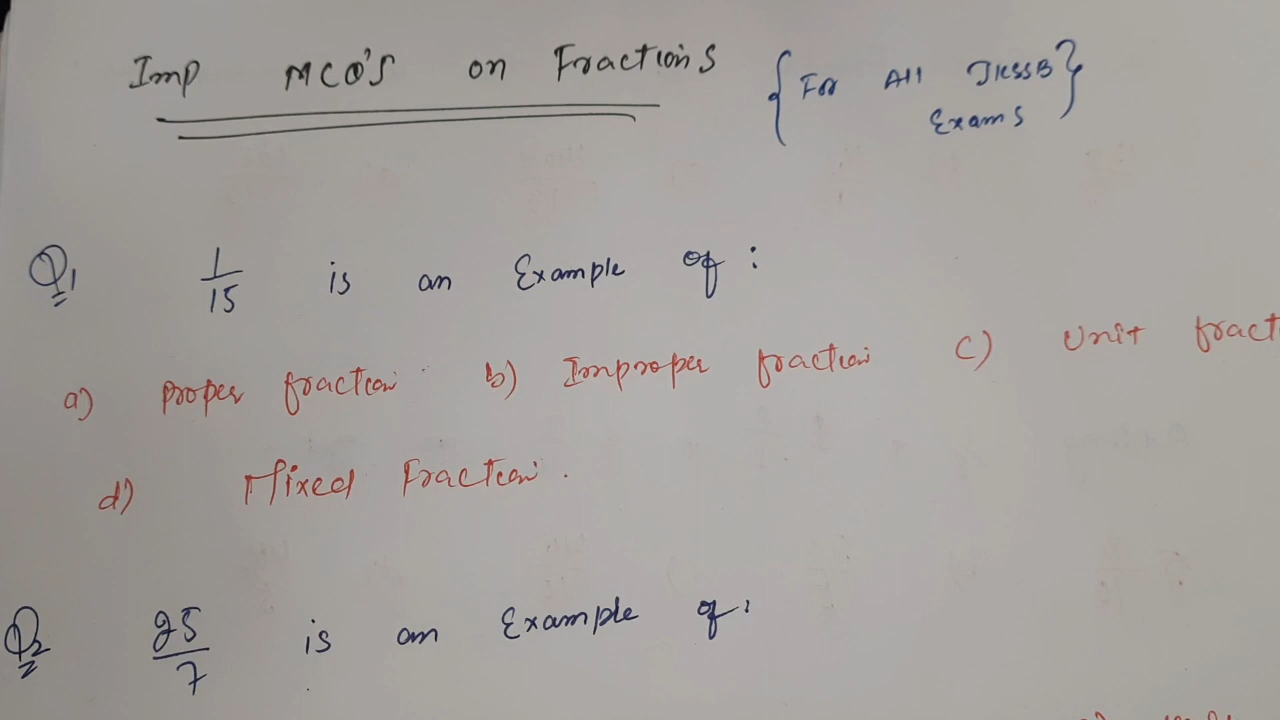 Imp MCQ'S on Fractions {For All JKSSB Exams}
Q1 1/15 is an Example of :
a) proper fraction b) Improper fraction c) Unit fract
d) Mixed Fraction.
Q2 25/7 is an Example of: